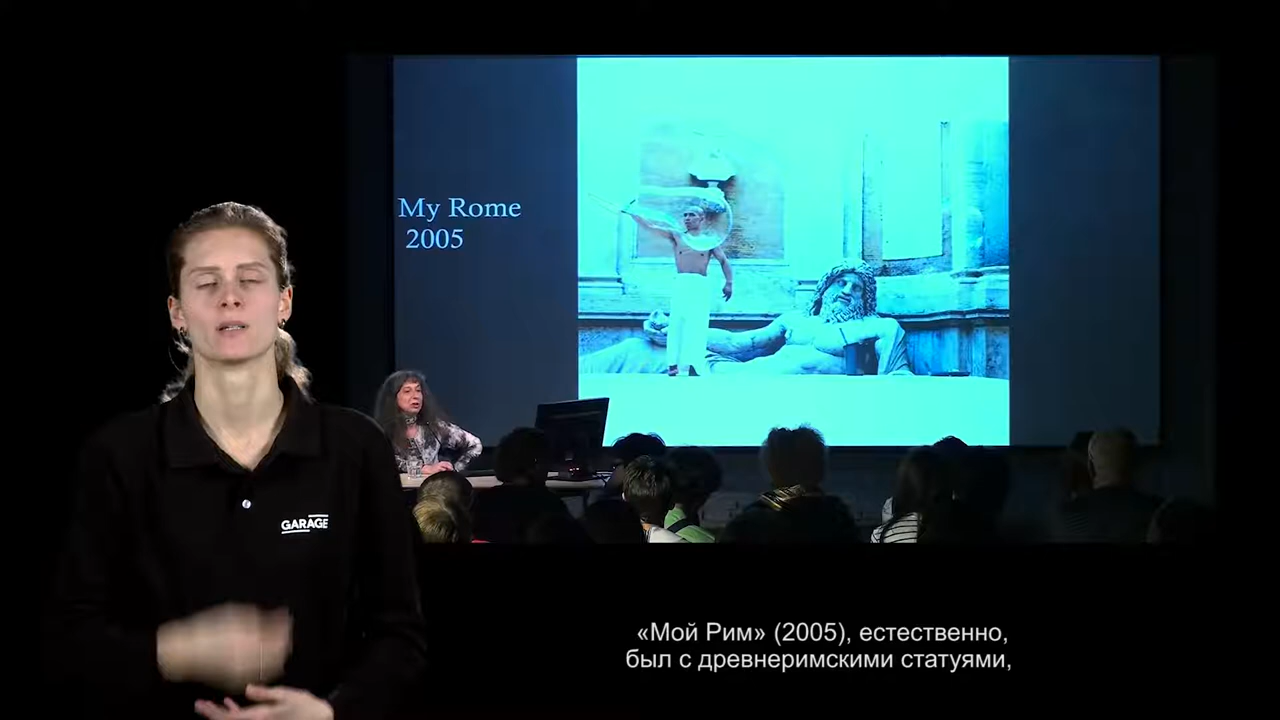 My Rome
2005
GARAGE
«Мой Рим» (2005), естественно,
был с древнеримскими статуями,